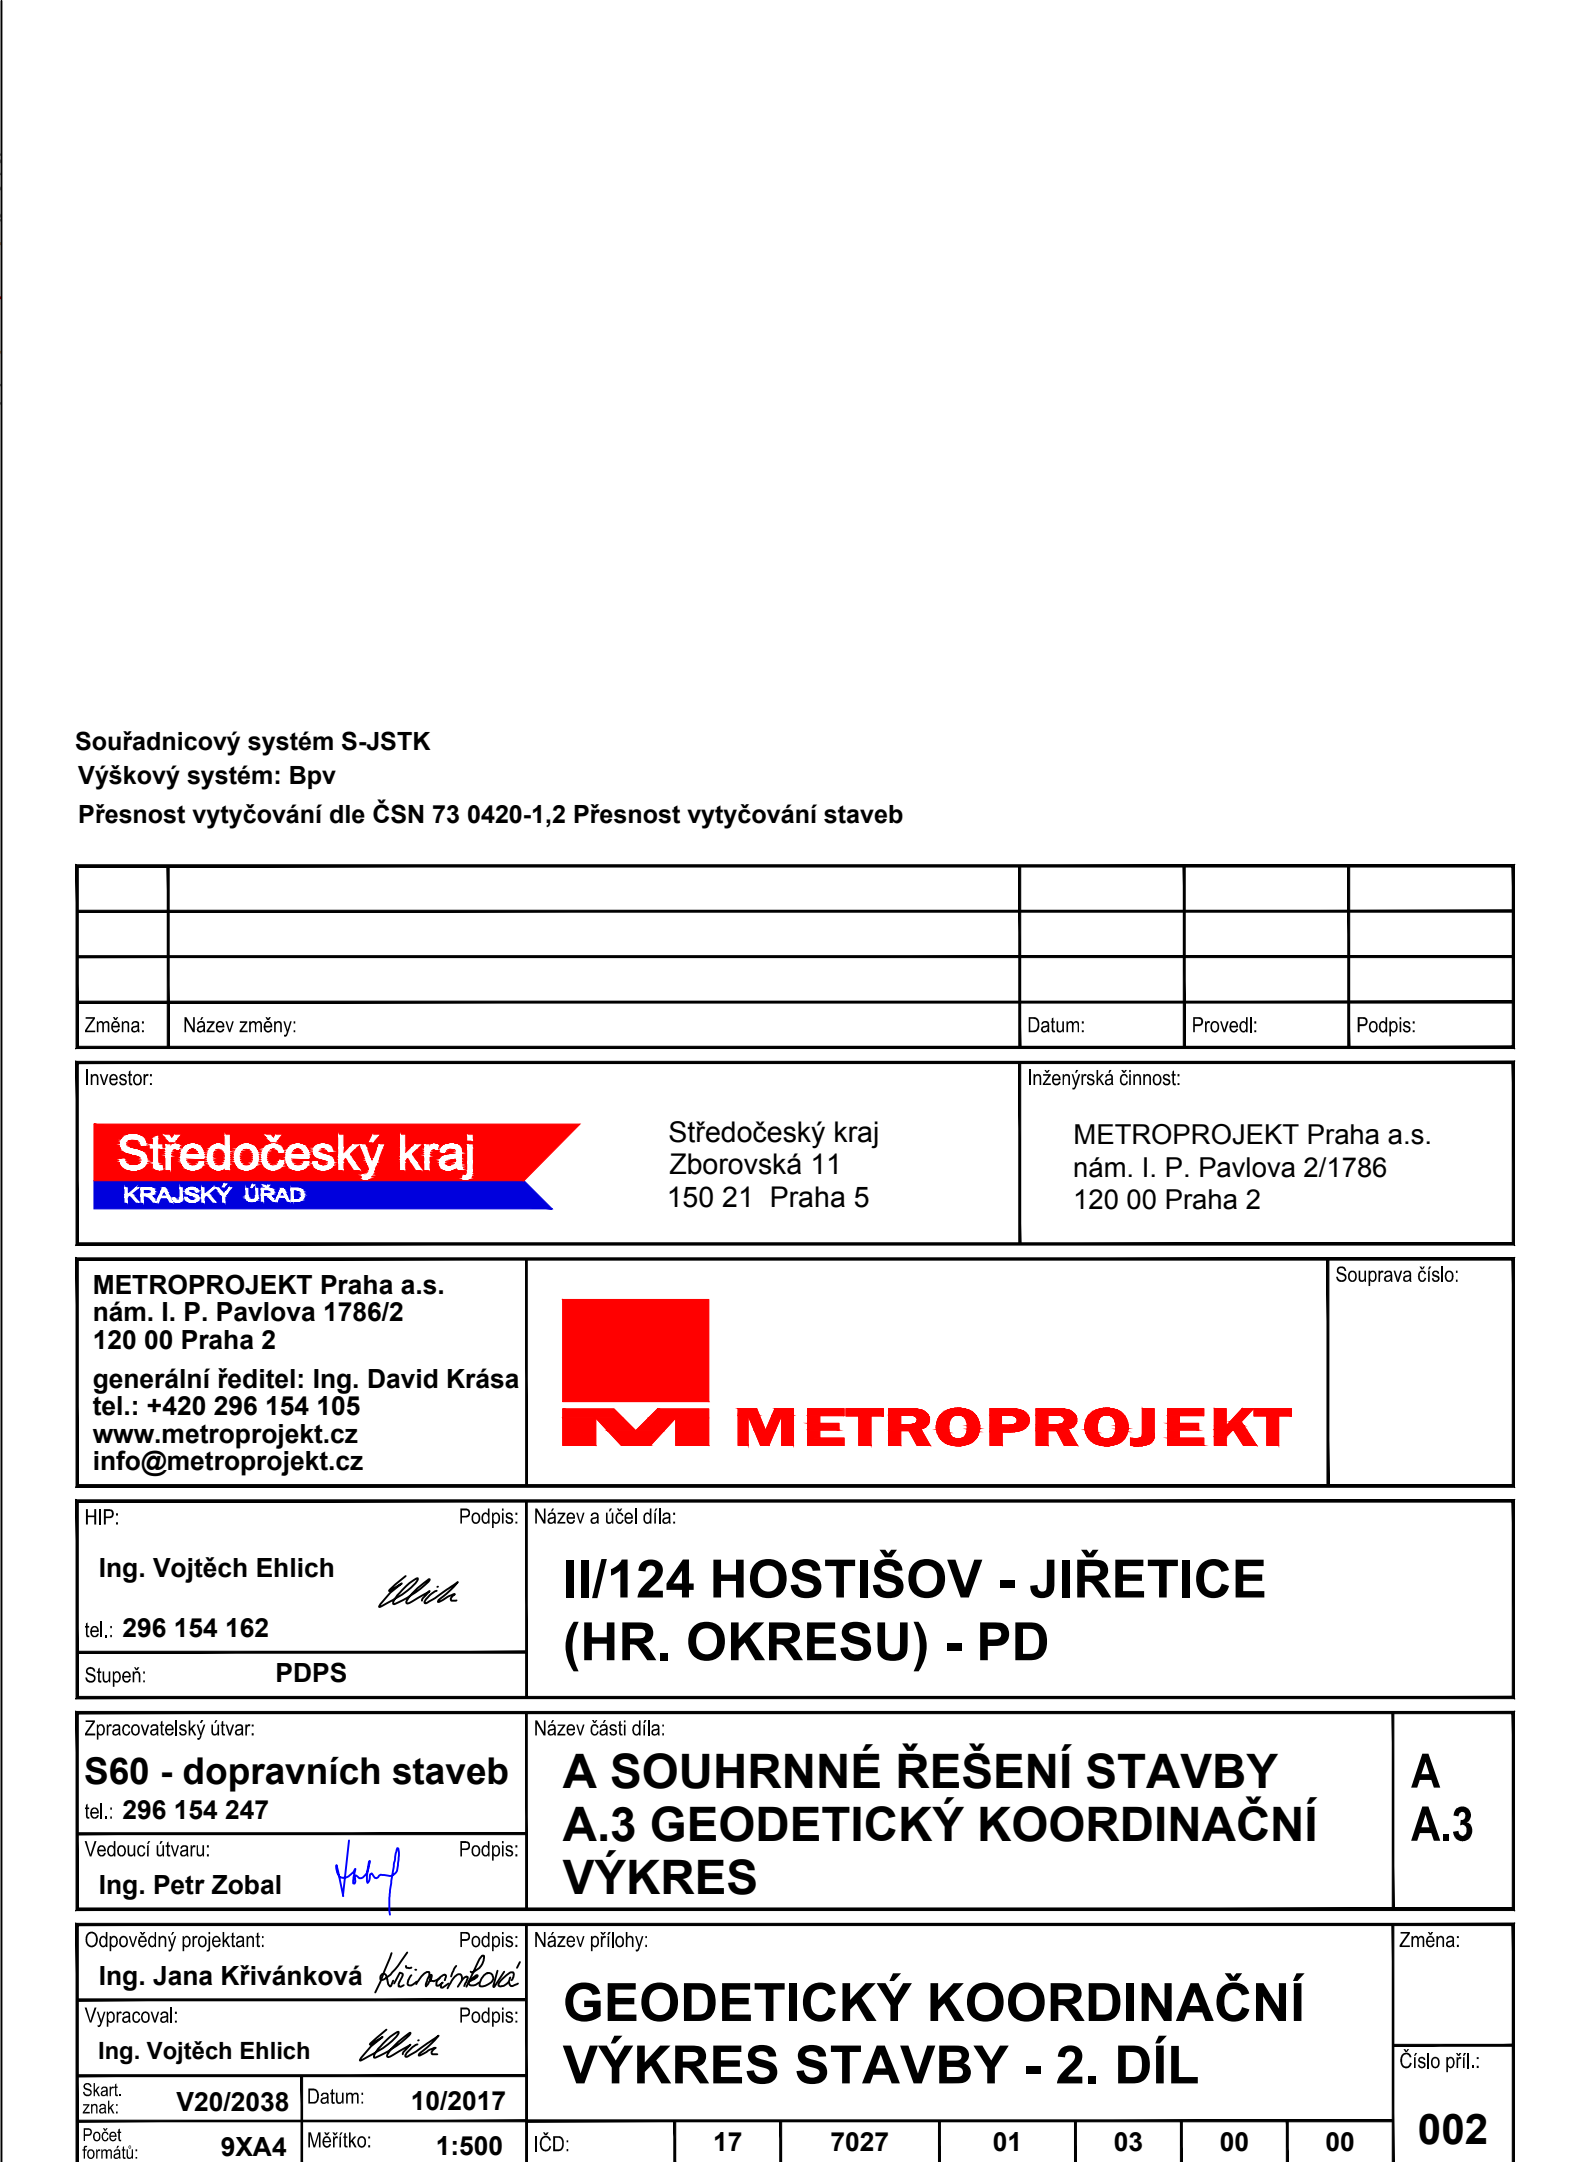 Souřadnicový systém S-JSTK
Výškový systém: Bpv
Přesnost vytyčování dle ČSN 73 0420-1,2 Přesnost vytyčování staveb
Změna: Název změny: Datum: Provedl: Podpis:
Investor:
Středočeský kraj
KRAJSKÝ ÚŘAD
Středočeský kraj
Zborovská 11
150 21 Praha 5
Inženýrská činnost:
METROPROJEKT Praha a.s.
nám. I. P. Pavlova 2/1786
120 00 Praha 2
METROPROJEKT Praha a.s.
nám. I. P. Pavlova 1786/2
120 00 Praha 2
generální ředitel: Ing. David Krása
tel.: +420 296 154 105
www.metroprojekt.cz
info@metroprojekt.cz
METROPROJEKT
Souprava číslo:
HIP: Podpis:
Ing. Vojtěch Ehlich
Ehlich
tel.: 296 154 162
Stupeň: PDPS
Název a účel díla:
II/124 HOSTIŠOV - JIŘETICE
(HR. OKRESU) - PD
Zpracovatelský útvar:
S60 - dopravních staveb
tel.: 296 154 247
Vedoucí útvaru: Podpis:
Ing. Petr Zobal
Zobal
Název části díla:
A SOUHRNNÉ ŘEŠENÍ STAVBY
A.3 GEODETICKÝ KOORDINAČNÍ
VÝKRES
A
A.3
Odpovědný projektant: Podpis:
Ing. Jana Křivánková Křivánková
Vypracoval: Podpis:
Ing. Vojtěch Ehlich Ehlich
Skart.
znak: V20/2038 Datum: 10/2017
Počet
formátů: 9XA4 Měřítko: 1:500
Název přílohy:
GEODETICKÝ KOORDINAČNÍ
VÝKRES STAVBY - 2. DÍL
IČD: 17 7027 01 03 00 00
Změna:
Číslo příl.:
002